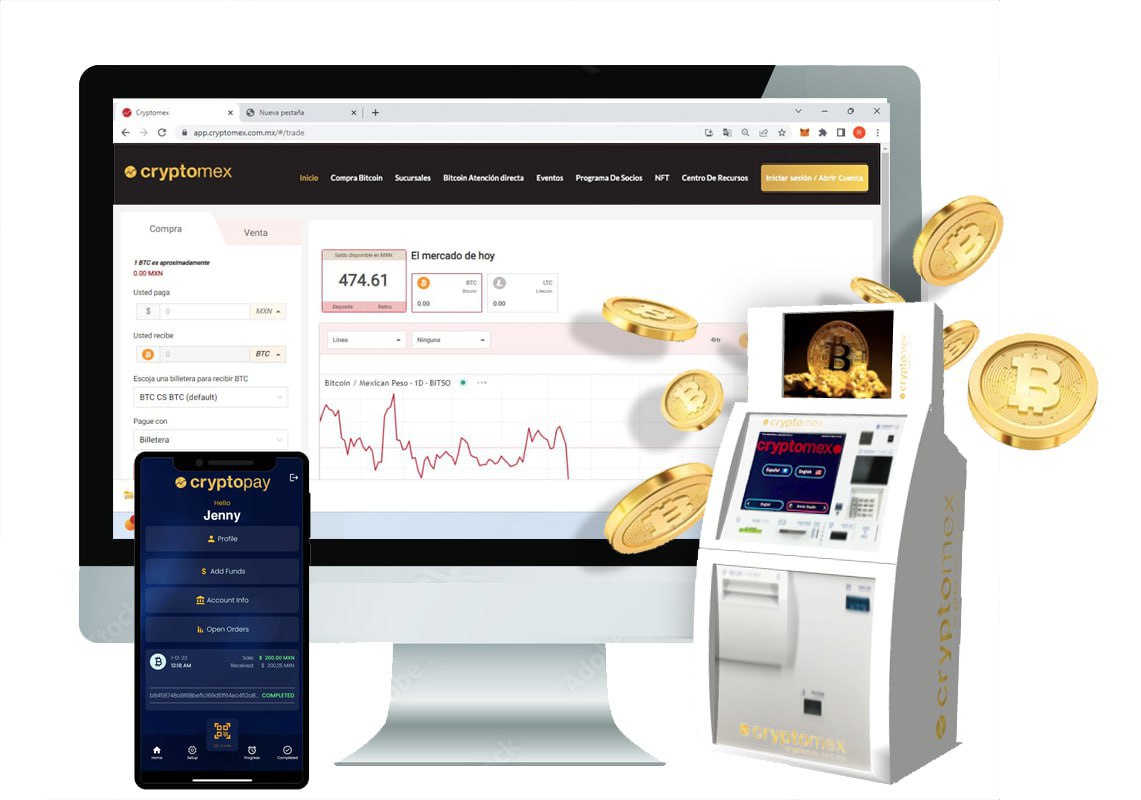 Cryptomex
Nueva pestaña
app.cryptomex.com.mx/#/trade
R
cryptomex
Inicio
Compra Bitcoin
Sucursales
Bitcoin Atención directa
Eventos
Programa De Socios
NFT
Centro De Recursos
Iniciar sesión / Abrir Cuenta
Compra
Venta
1 BTC es aproximadamente
0.00 MXN
Usted paga
$ 0 MXN
Usted recibe
0 BTC
Escoja una billetera para recibir BTC
BTC CS BTC (default)
Pague con
Billetera
Saldo disponible en MXN
474.61
Deposite Retiro
El mercado de hoy
BTC
Bitcoin
0.00
LTC
Litecoin
0.00
Línea
Ninguna
4Hr
Bitcoin / Mexican Peso · 1D · BITSO
cryptopay
Hello
Jenny
Profile
Add Funds
Account Info
Open Orders
1-12-23
12:18 AM
Sale: $ 200.00 MXN
Received: $ 200.25 MXN
COMPLETED
Home
Setup
Progress
Completed
cryptomex
cryptomex
cryptomex
Español
English
cryptomex
cryptomex